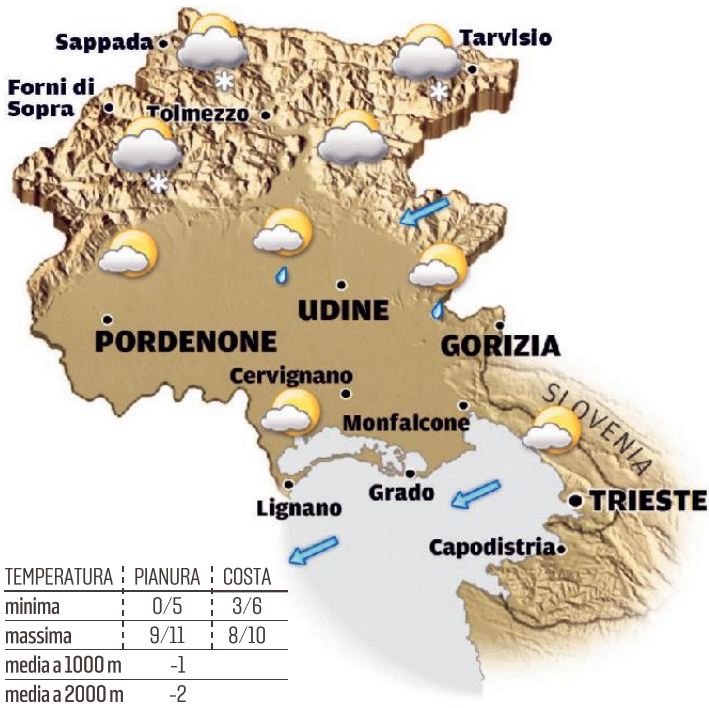 Sappada
Tarvisio
Forni di
Sopra
Tolmezzo
UDINE
PORDENONE
GORIZIA
Cervignano
SLOVENIA
Monfalcone
Lignano
Grado
TRIESTE
Capodistria
TEMPERATURA PIANURA COSTA
minima 0/5 3/6
massima 9/11 8/10
media a 1000 m -1
media a 2000 m -2